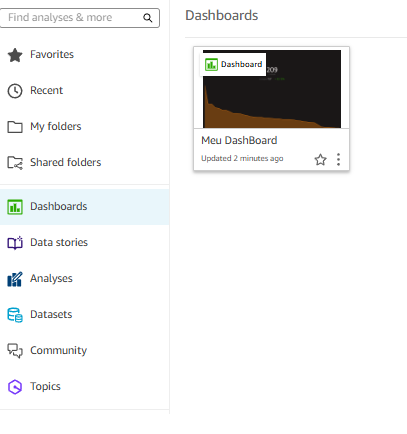 Find analyses & more
Favorites
Recent
My folders
Shared folders
Dashboards
Data stories
Analyses
Datasets
Community
Topics
Dashboards
Dashboard
209
Meu DashBoard
Updated 2 minutes ago